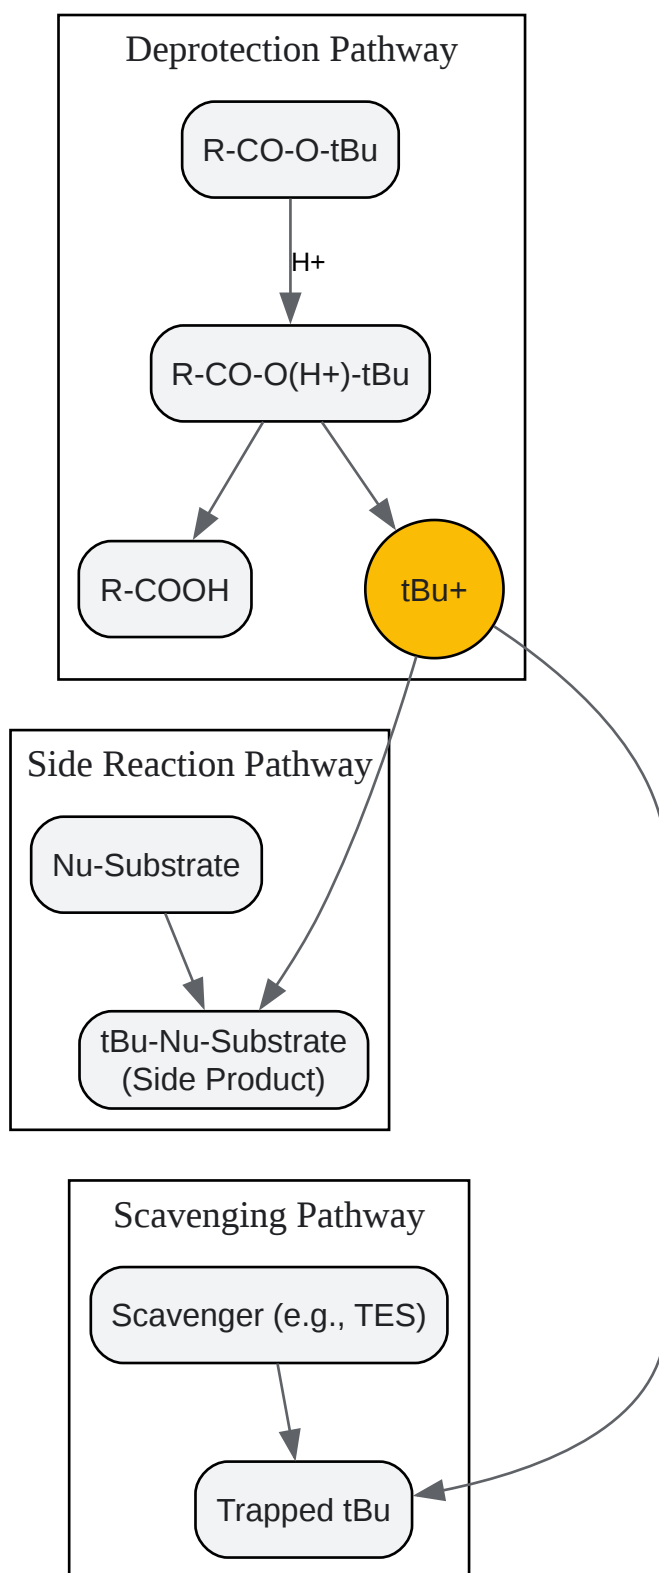 Deprotection Pathway
R-CO-O-tBu
H+
R-CO-O(H+)-tBu
R-COOH
tBu+
Side Reaction Pathway
Nu-Substrate
tBu-Nu-Substrate
(Side Product)
Scavenging Pathway
Scavenger (e.g., TES)
Trapped tBu